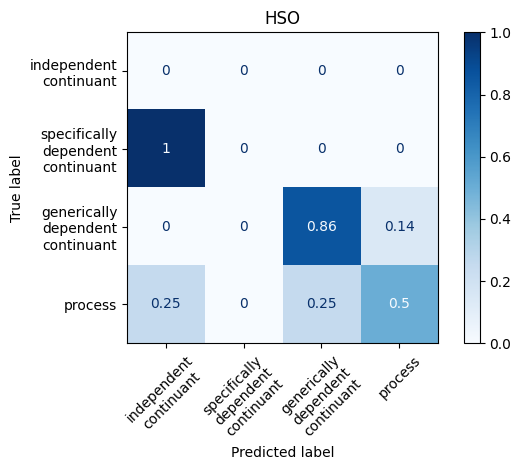 HSO
True label
independent
continuant
specifically
dependent
continuant
generically
dependent
continuant
process
0 0 0 0
1 0 0 0
0 0 0.86 0.14
0.25 0 0.25 0.5
independent
continuant
specifically
dependent
continuant
generically
dependent
continuant
process
Predicted label
1.0
0.8
0.6
0.4
0.2
0.0